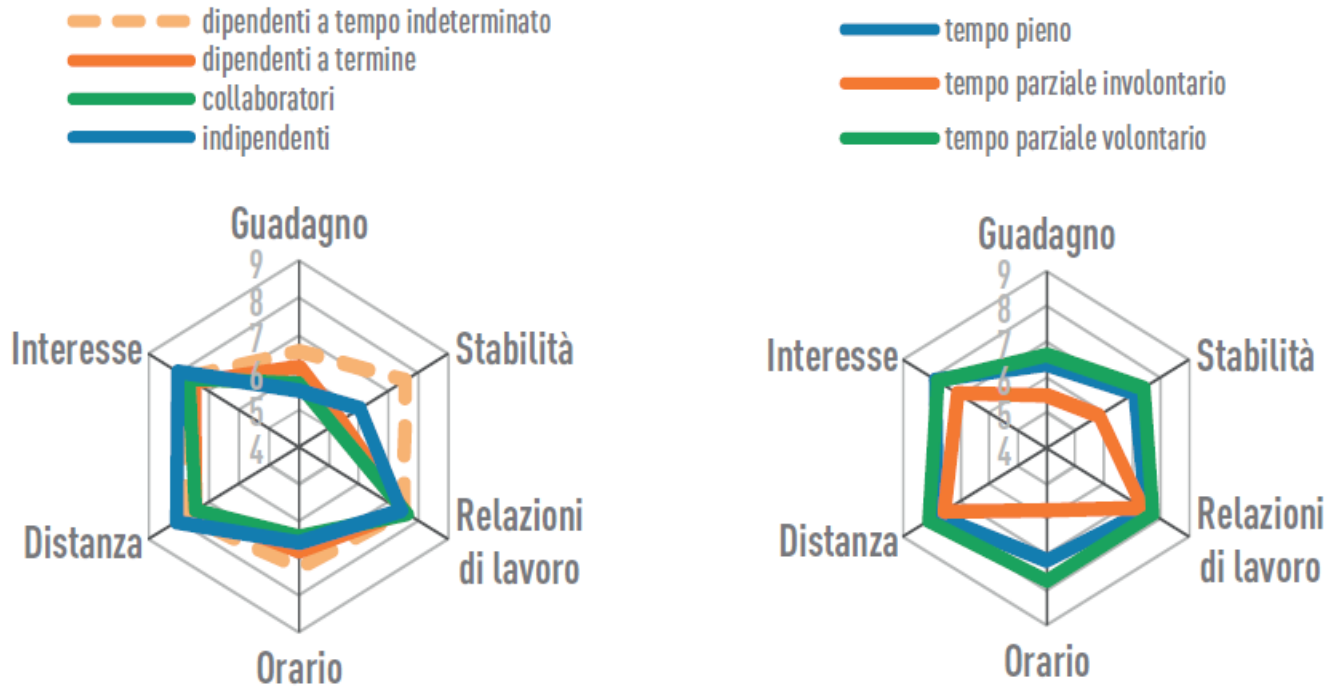 dipendenti a tempo indeterminato
dipendenti a termine
collaboratori
indipendenti
Guadagno
9
8
7
6
5
4
Interesse
Stabilità
Distanza
Relazioni
di lavoro
Orario
tempo pieno
tempo parziale involontario
tempo parziale volontario
Guadagno
9
8
7
6
5
4
Interesse
Stabilità
Distanza
Relazioni
di lavoro
Orario